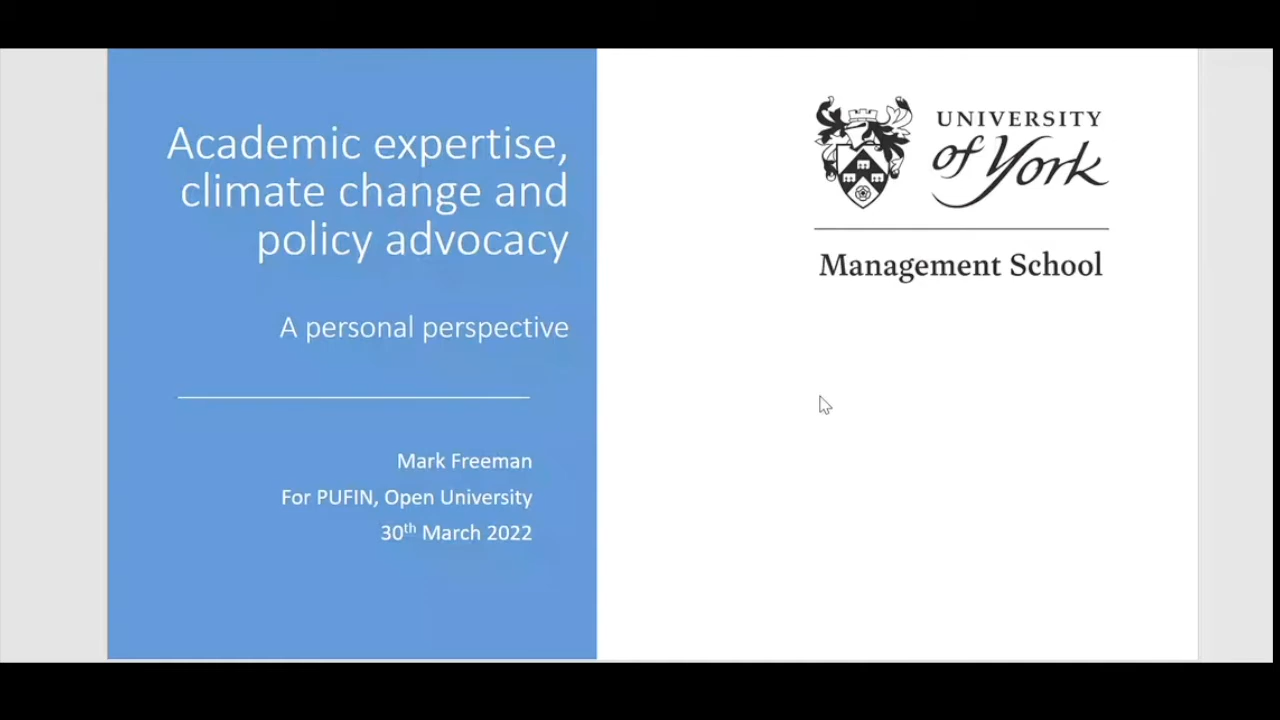 Academic expertise,
climate change and
policy advocacy
A personal perspective
Mark Freeman
For PUFIN, Open University
30th March 2022
UNIVERSITY
of York
Management School